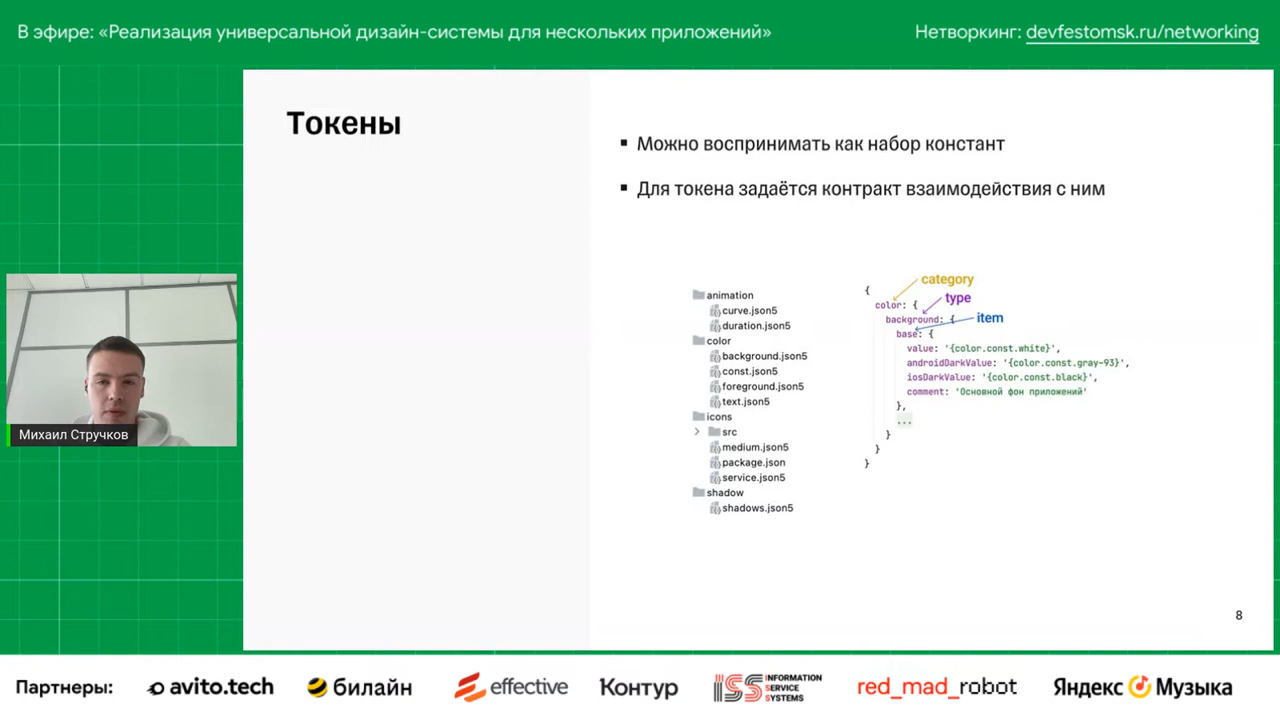 В эфире: «Реализация универсальной дизайн-системы для нескольких приложений»
Нетворкинг: devfestomsk.ru/networking
Токены
▪ Можно воспринимать как набор констант
▪ Для токена задаётся контракт взаимодействия с ним
animation
curve.json5
duration.json5
color
background.json5
const.json5
foreground.json5
text.json5
icons
src
medium.json5
package.json
service.json5
shadow
shadows.json5
category
type
item
{
color: {
background: {
base: {
value: '{color.const.white}',
androidDarkValue: '{color.const.gray-93}',
iosDarkValue: '{color.const.black}',
comment: 'Основной фон приложений'
},
...
}
}
}
Михаил Стручков
8
Партнеры:
avito.tech
билайн
effective
Контур
ISS INFORMATION
SERVICE
SYSTEMS
red_mad_robot
Яндекс Музыка